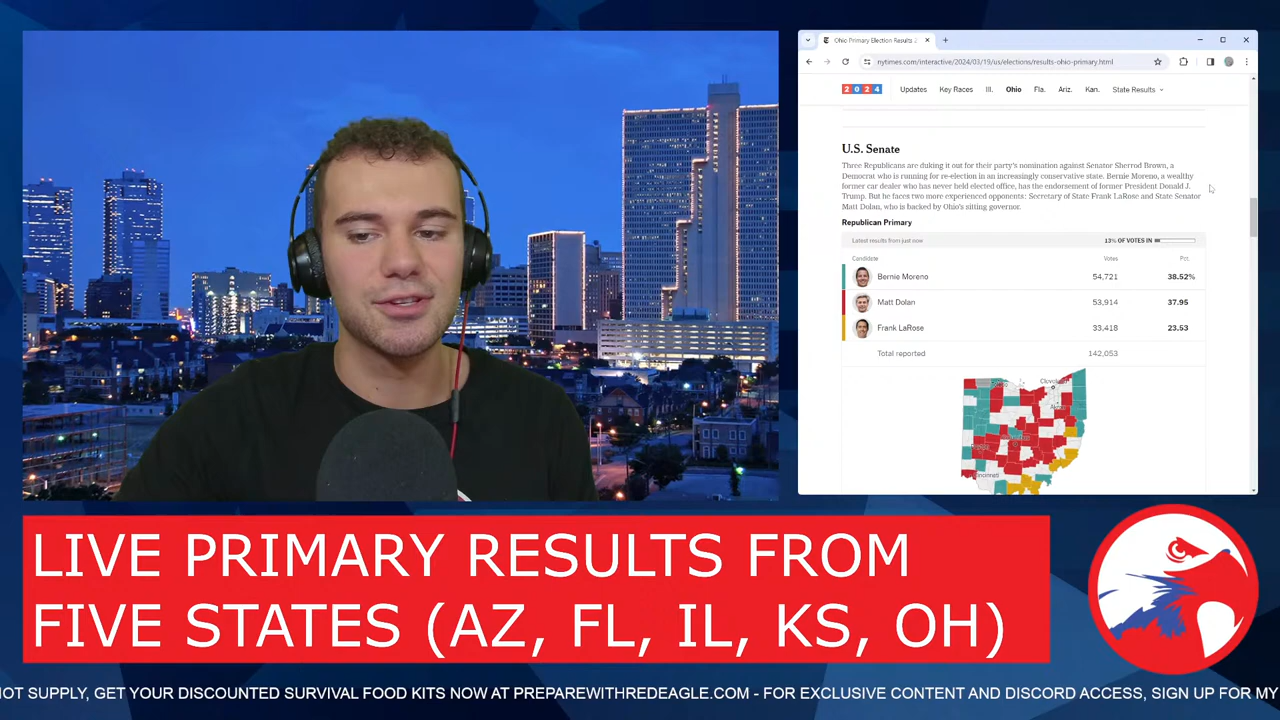 Ohio Primary Election Results 2
nytimes.com/interactive/2024/03/19/us/elections/results-ohio-primary.html
2024 Updates Key Races Ill. Ohio Fla. Ariz. Kan. State Results
U.S. Senate
Three Republicans are duking it out for their party's nomination against Senator Sherrod Brown, a
Democrat who is running for re-election in an increasingly conservative state. Bernie Moreno, a wealthy
former car dealer who has never held elected office, has the endorsement of former President Donald J.
Trump. But he faces two more experienced opponents: Secretary of State Frank LaRose and State Senator
Matt Dolan, who is backed by Ohio's sitting governor.
Republican Primary
Latest results from just now 13% OF VOTES IN
Candidate Votes Pct.
Bernie Moreno 54,721 38.52%
Matt Dolan 53,914 37.95
Frank LaRose 33,418 23.53
Total reported 142,053
Cleveland
Akron
Cincinnati
LIVE PRIMARY RESULTS FROM
FIVE STATES (AZ, FL, IL, KS, OH)
NOT SUPPLY, GET YOUR DISCOUNTED SURVIVAL FOOD KITS NOW AT PREPAREWITHREDEAGLE.COM - FOR EXCLUSIVE CONTENT AND DISCORD ACCESS, SIGN UP FOR MY